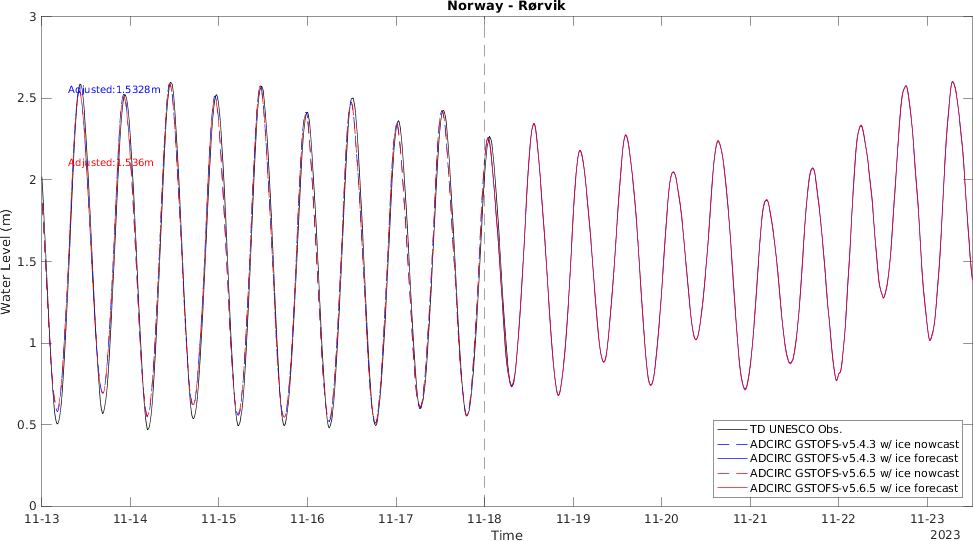 Norway - Rørvik
3
2.5
2
1.5
1
0.5
0
Water Level (m)
Adjusted:1.5328m
Adjusted:1.536m
TD UNESCO Obs.
ADCIRC GSTOFS-v5.4.3 w/ ice nowcast
ADCIRC GSTOFS-v5.4.3 w/ ice forecast
ADCIRC GSTOFS-v5.6.5 w/ ice nowcast
ADCIRC GSTOFS-v5.6.5 w/ ice forecast
11-13 11-14 11-15 11-16 11-17 11-18 11-19 11-20 11-21 11-22 11-23
Time
2023